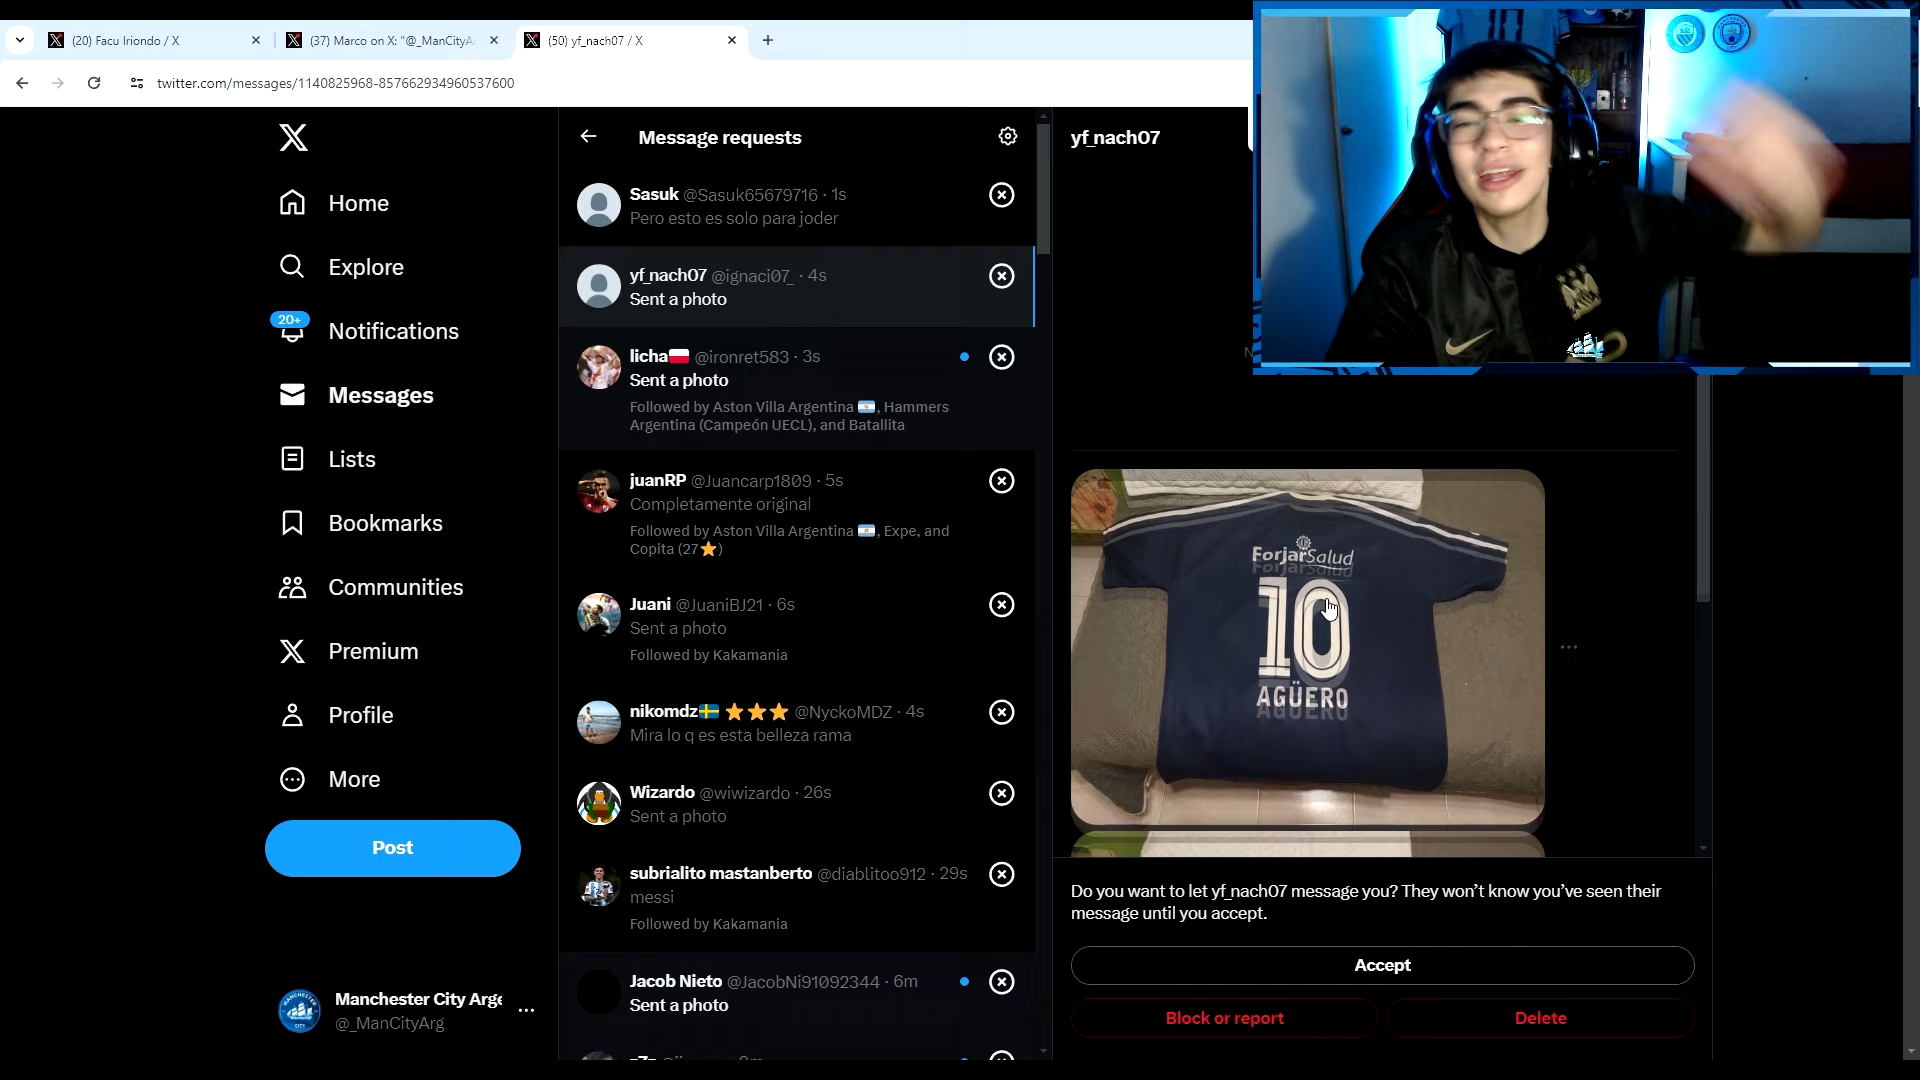 (20) Facu Iriondo / X
(37) Marco on X: "@_ManCityA
(50) yf_nach07 / X
twitter.com/messages/1140825968-857662934960537600
Home
Explore
20+
Notifications
Messages
Lists
Bookmarks
Communities
Premium
Profile
More
Post
Manchester City Arge
@_ManCityArg
Message requests
Sasuk @Sasuk65679716 · 1s
Pero esto es solo para joder
yf_nach07 @ignaci07_ · 4s
Sent a photo
licha🇵🇱 @ironret583 · 3s
Sent a photo
Followed by Aston Villa Argentina 🇦🇷, Hammers
Argentina (Campeón UECL), and Batallita
juanRP @Juancarp1809 · 5s
Completamente original
Followed by Aston Villa Argentina 🇦🇷, Expe, and
Copita (27⭐)
Juani @JuaniBJ21 · 6s
Sent a photo
Followed by Kakamania
nikomdz🇸🇪 ⭐⭐⭐ @NyckoMDZ · 4s
Mira lo q es esta belleza rama
Wizardo @wiwizardo · 26s
Sent a photo
subrialito mastanberto @diablitoo912 · 29s
messi
Followed by Kakamania
Jacob Nieto @JacobNi91092344 · 6m
Sent a photo
yf_nach07
ForjarSalud
10
AGÜERO
Do you want to let yf_nach07 message you? They won't know you've seen their
message until you accept.
Accept
Block or report
Delete